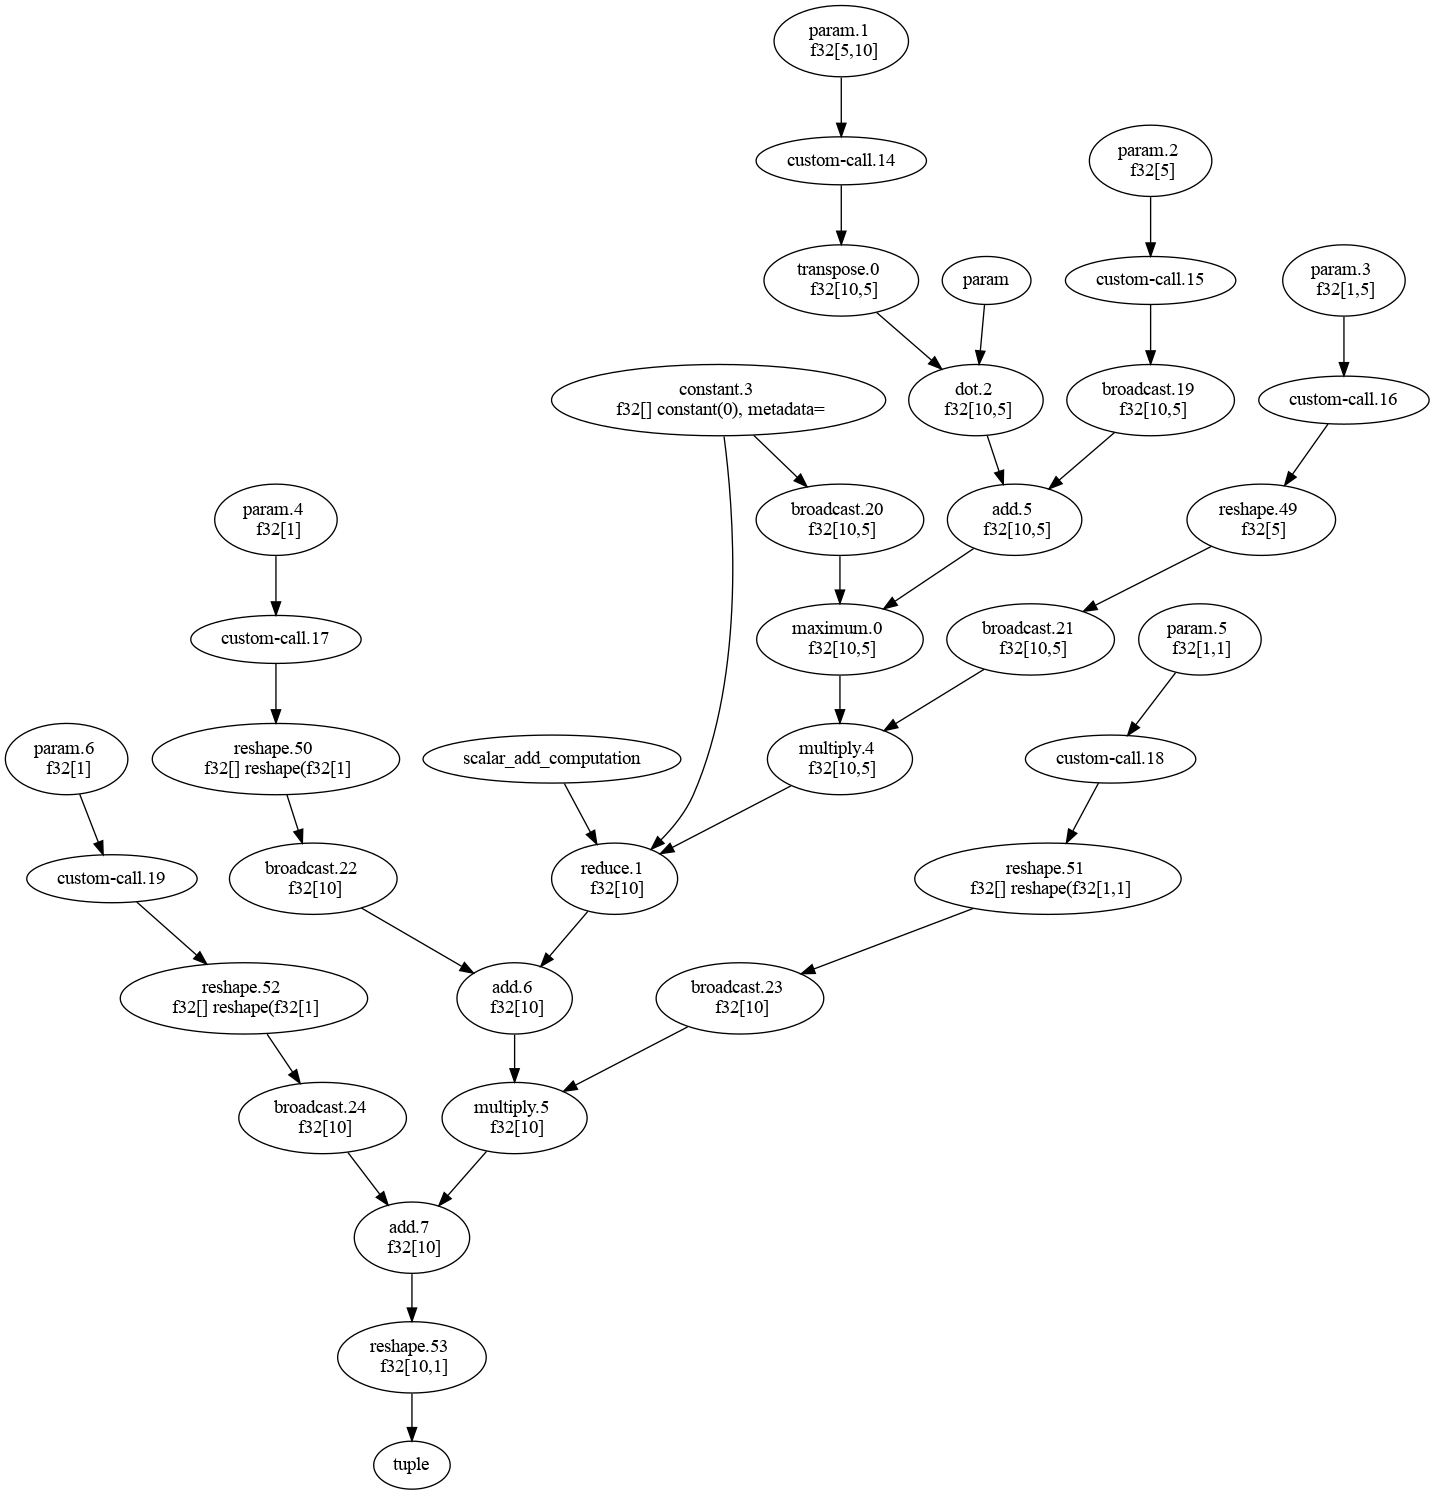 param.1
f32[5,10]
custom-call.14
param.2
f32[5]
transpose.0
f32[10,5]
param
custom-call.15
param.3
f32[1,5]
constant.3
f32[] constant(0), metadata=
dot.2
f32[10,5]
broadcast.19
f32[10,5]
custom-call.16
param.4
f32[1]
broadcast.20
f32[10,5]
add.5
f32[10,5]
reshape.49
f32[5]
custom-call.17
maximum.0
f32[10,5]
broadcast.21
f32[10,5]
param.5
f32[1,1]
param.6
f32[1]
reshape.50
f32[] reshape(f32[1]
scalar_add_computation
multiply.4
f32[10,5]
custom-call.18
custom-call.19
broadcast.22
f32[10]
reduce.1
f32[10]
reshape.51
f32[] reshape(f32[1,1]
reshape.52
f32[] reshape(f32[1]
add.6
f32[10]
broadcast.23
f32[10]
broadcast.24
f32[10]
multiply.5
f32[10]
add.7
f32[10]
reshape.53
f32[10,1]
tuple